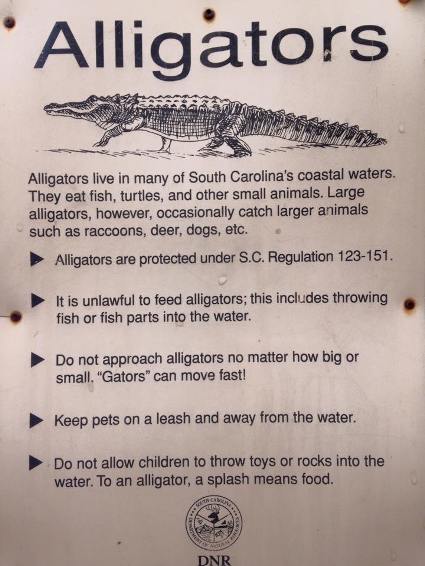 Alligators
Alligators live in many of South Carolina's coastal waters.
They eat fish, turtles, and other small animals. Large
alligators, however, occasionally catch larger animals
such as raccoons, deer, dogs, etc.
Alligators are protected under S.C. Regulation 123-151.
It is unlawful to feed alligators; this includes throwing
fish or fish parts into the water.
Do not approach alligators no matter how big or
small. "Gators" can move fast!
Keep pets on a leash and away from the water.
Do not allow children to throw toys or rocks into the
water. To an alligator, a splash means food.
SOUTH CAROLINA
DNR